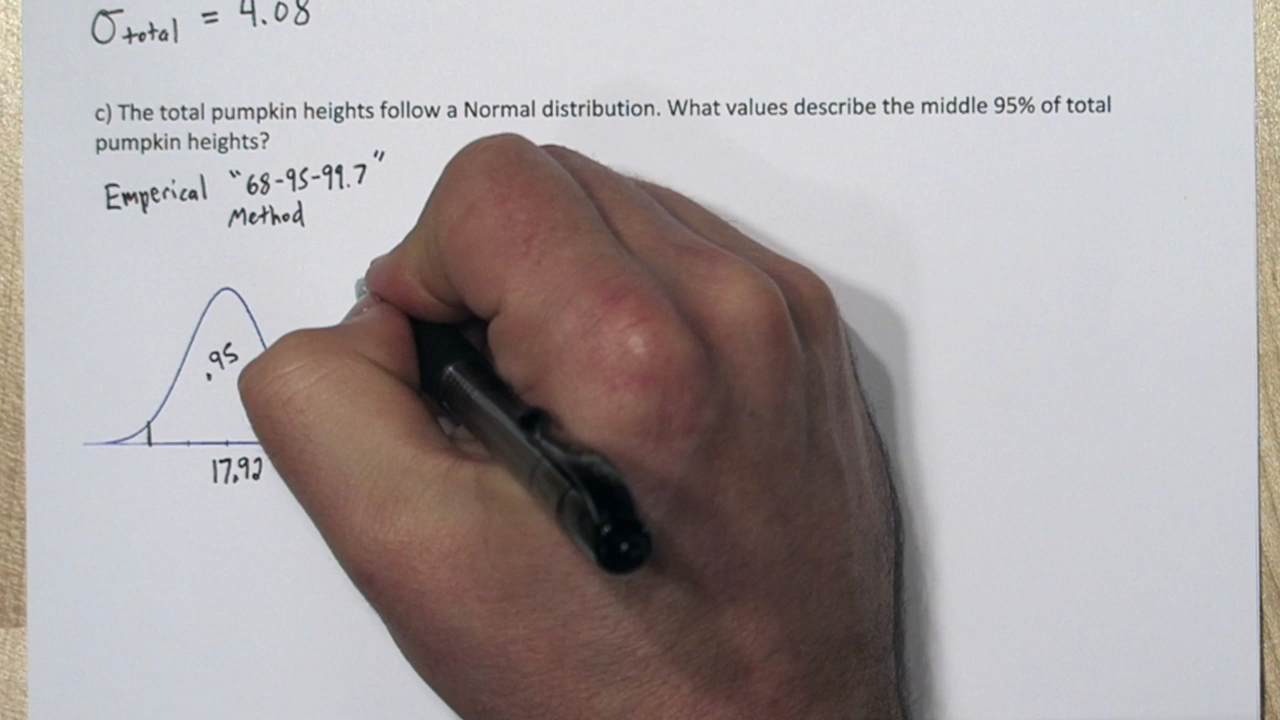 σtotal = 4.08
c) The total pumpkin heights follow a Normal distribution. What values describe the middle 95% of total
pumpkin heights?
Emperical "68-95-99.7"
Method
.95
17.92